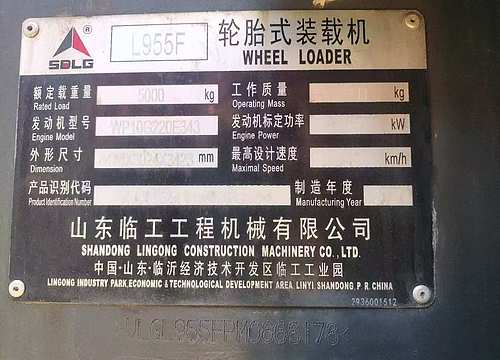 ® SDLG
L955F
轮胎式装载机
WHEEL LOADER
额定载重量 5000 kg
Rated Load
工作质量 kg
Operating Mass
发动机型号 WP10G220E343
Engine Model
发动机标定功率 kW
Engine Power
外形尺寸 mm
Dimension
最高设计速度 km/h
Maximal Speed
产品识别代码
Product Identification Number
制造年度
Manufacturing Year
山东临工工程机械有限公司
SHANDONG LINGONG CONSTRUCTION MACHINERY CO., LTD.
中国·山东·临沂经济技术开发区临工工业园
LINGONG INDUSTRY PARK, ECONOMIC & TECHNOLOGICAL DEVELOPMENT AREA, LINYI, SHANDONG, P. R. CHINA
2936001512